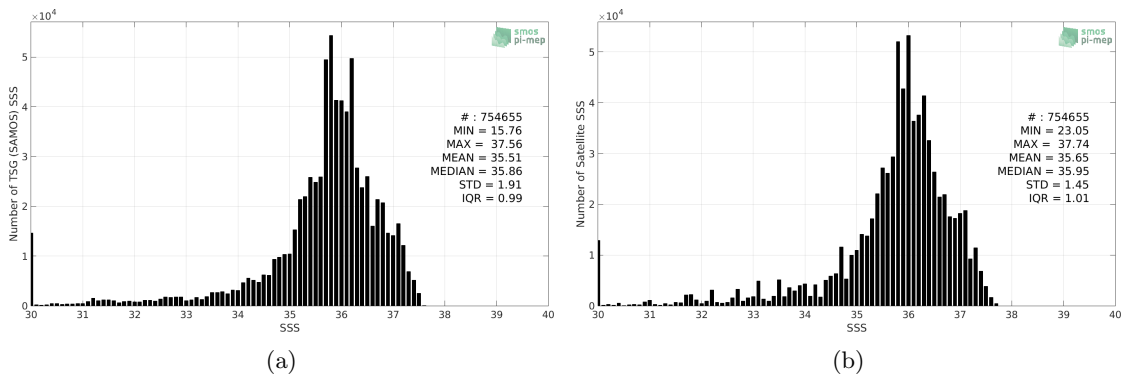 ×10⁴
5
4
3
2
1
0
30 31 32 33 34 35 36 37 38 39 40
SSS
Number of TSG (SAMOS) SSS
smos
pi-mep
# : 754655
MIN = 15.76
MAX = 37.56
MEAN = 35.51
MEDIAN = 35.86
STD = 1.91
IQR = 0.99
(a)
×10⁴
5
4
3
2
1
0
30 31 32 33 34 35 36 37 38 39 40
SSS
Number of Satellite SSS
smos
pi-mep
# : 754655
MIN = 23.05
MAX = 37.74
MEAN = 35.65
MEDIAN = 35.95
STD = 1.45
IQR = 1.01
(b)